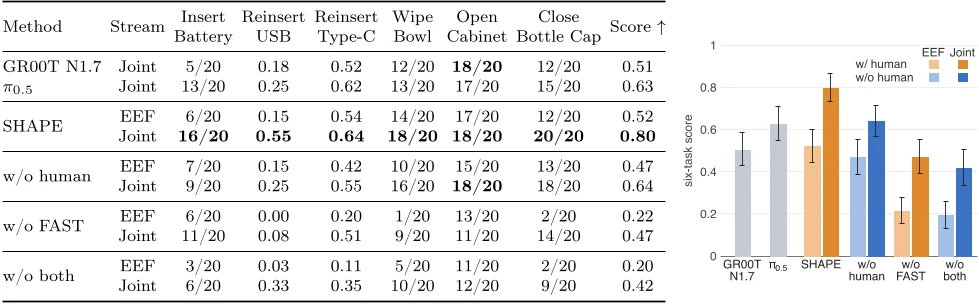 Method Stream Insert Battery Reinsert USB Reinsert Type-C Wipe Bowl Open Cabinet Close Bottle Cap Score ↑
GR00T N1.7 Joint 5/20 0.18 0.52 12/20 18/20 12/20 0.51
π0.5 Joint 13/20 0.25 0.62 13/20 17/20 15/20 0.63
SHAPE EEF 6/20 0.15 0.54 14/20 17/20 12/20 0.52
Joint 16/20 0.55 0.64 18/20 18/20 20/20 0.80
w/o human EEF 7/20 0.15 0.42 10/20 15/20 13/20 0.47
Joint 9/20 0.25 0.55 16/20 18/20 18/20 0.64
w/o FAST EEF 6/20 0.00 0.20 1/20 13/20 2/20 0.22
Joint 11/20 0.08 0.51 9/20 11/20 14/20 0.47
w/o both EEF 3/20 0.03 0.11 5/20 11/20 2/20 0.20
Joint 6/20 0.33 0.35 10/20 12/20 9/20 0.42
EEF Joint
w/ human
w/o human
six-task score
1
0.8
0.6
0.4
0.2
0
GR00T N1.7
π0.5
SHAPE
w/o human
w/o FAST
w/o both